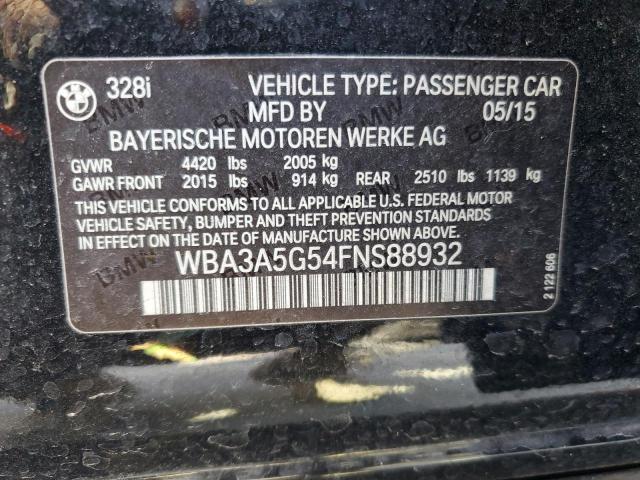 328i VEHICLE TYPE: PASSENGER CAR
MFD BY 05/15
BAYERISCHE MOTOREN WERKE AG
GVWR 4420 lbs 2005 kg
GAWR FRONT 2015 lbs 914 kg REAR 2510 lbs 1139 kg
THIS VEHICLE CONFORMS TO ALL APPLICABLE U.S. FEDERAL MOTOR
VEHICLE SAFETY, BUMPER AND THEFT PREVENTION STANDARDS
IN EFFECT ON THE DATE OF MANUFACTURE SHOWN ABOVE.
WBA3A5G54FNS88932
2 122 606